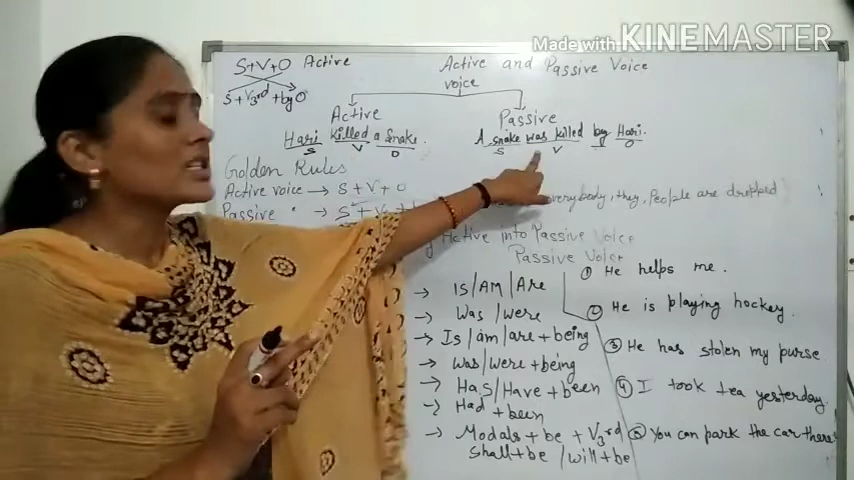 Made with KINEMASTER
S+V+O Active
S + V3rd + by O
Active and Passive Voice
voice
Active
Passive
Hari killed a Snake.
S V O
A snake was killed by Hari.
S V O
Golden Rules
Active voice → S + V + O
Passive " → S + V
everybody, they, People are dropped
Active into Passive Voice
Passive Voice
→ Is/AM/Are
→ Was/were
→ Is/am/are + being
→ was/were + being
→ Has/Have + been
→ Had + been
→ Modals + be + V3rd
shall + be / will + be
① He helps me.
② He is playing hockey.
③ He has stolen my purse
④ I took tea yesterday.
⑤ You can park the car there